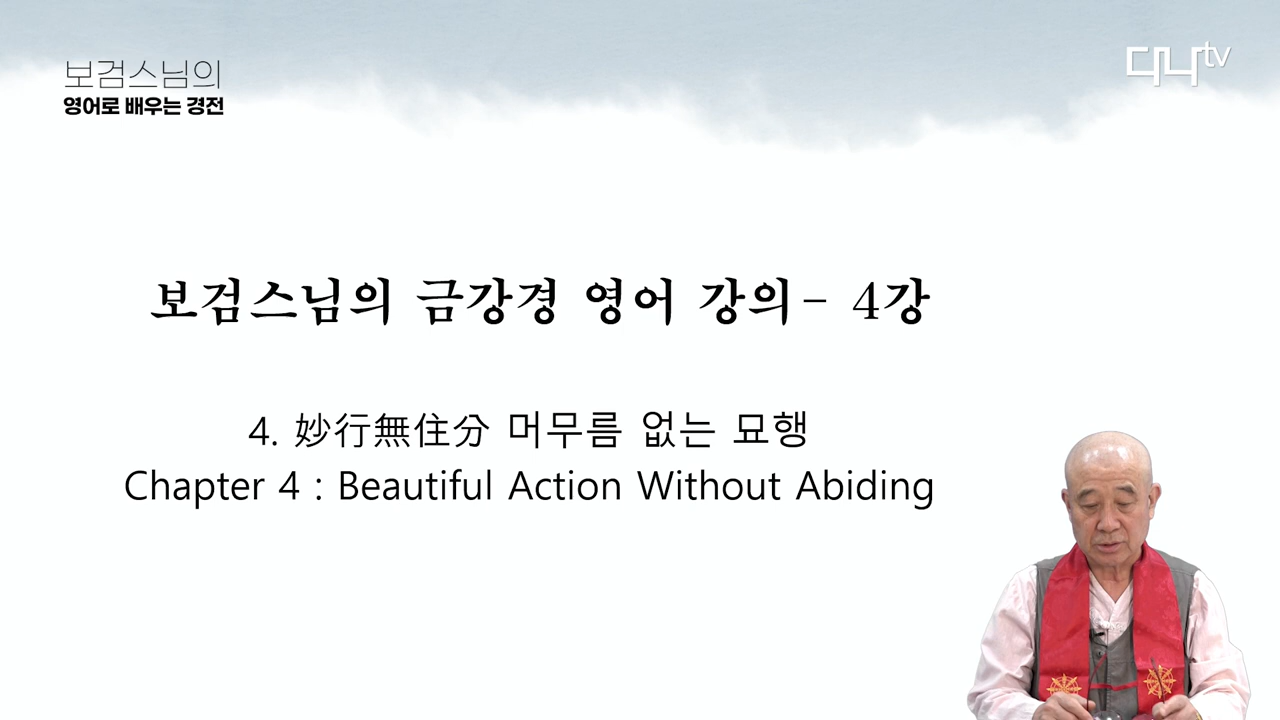 보검스님의
영어로 배우는 경전
다나tv
보검스님의 금강경 영어 강의- 4강
4. 妙行無住分 머무름 없는 묘행
Chapter 4 : Beautiful Action Without Abiding